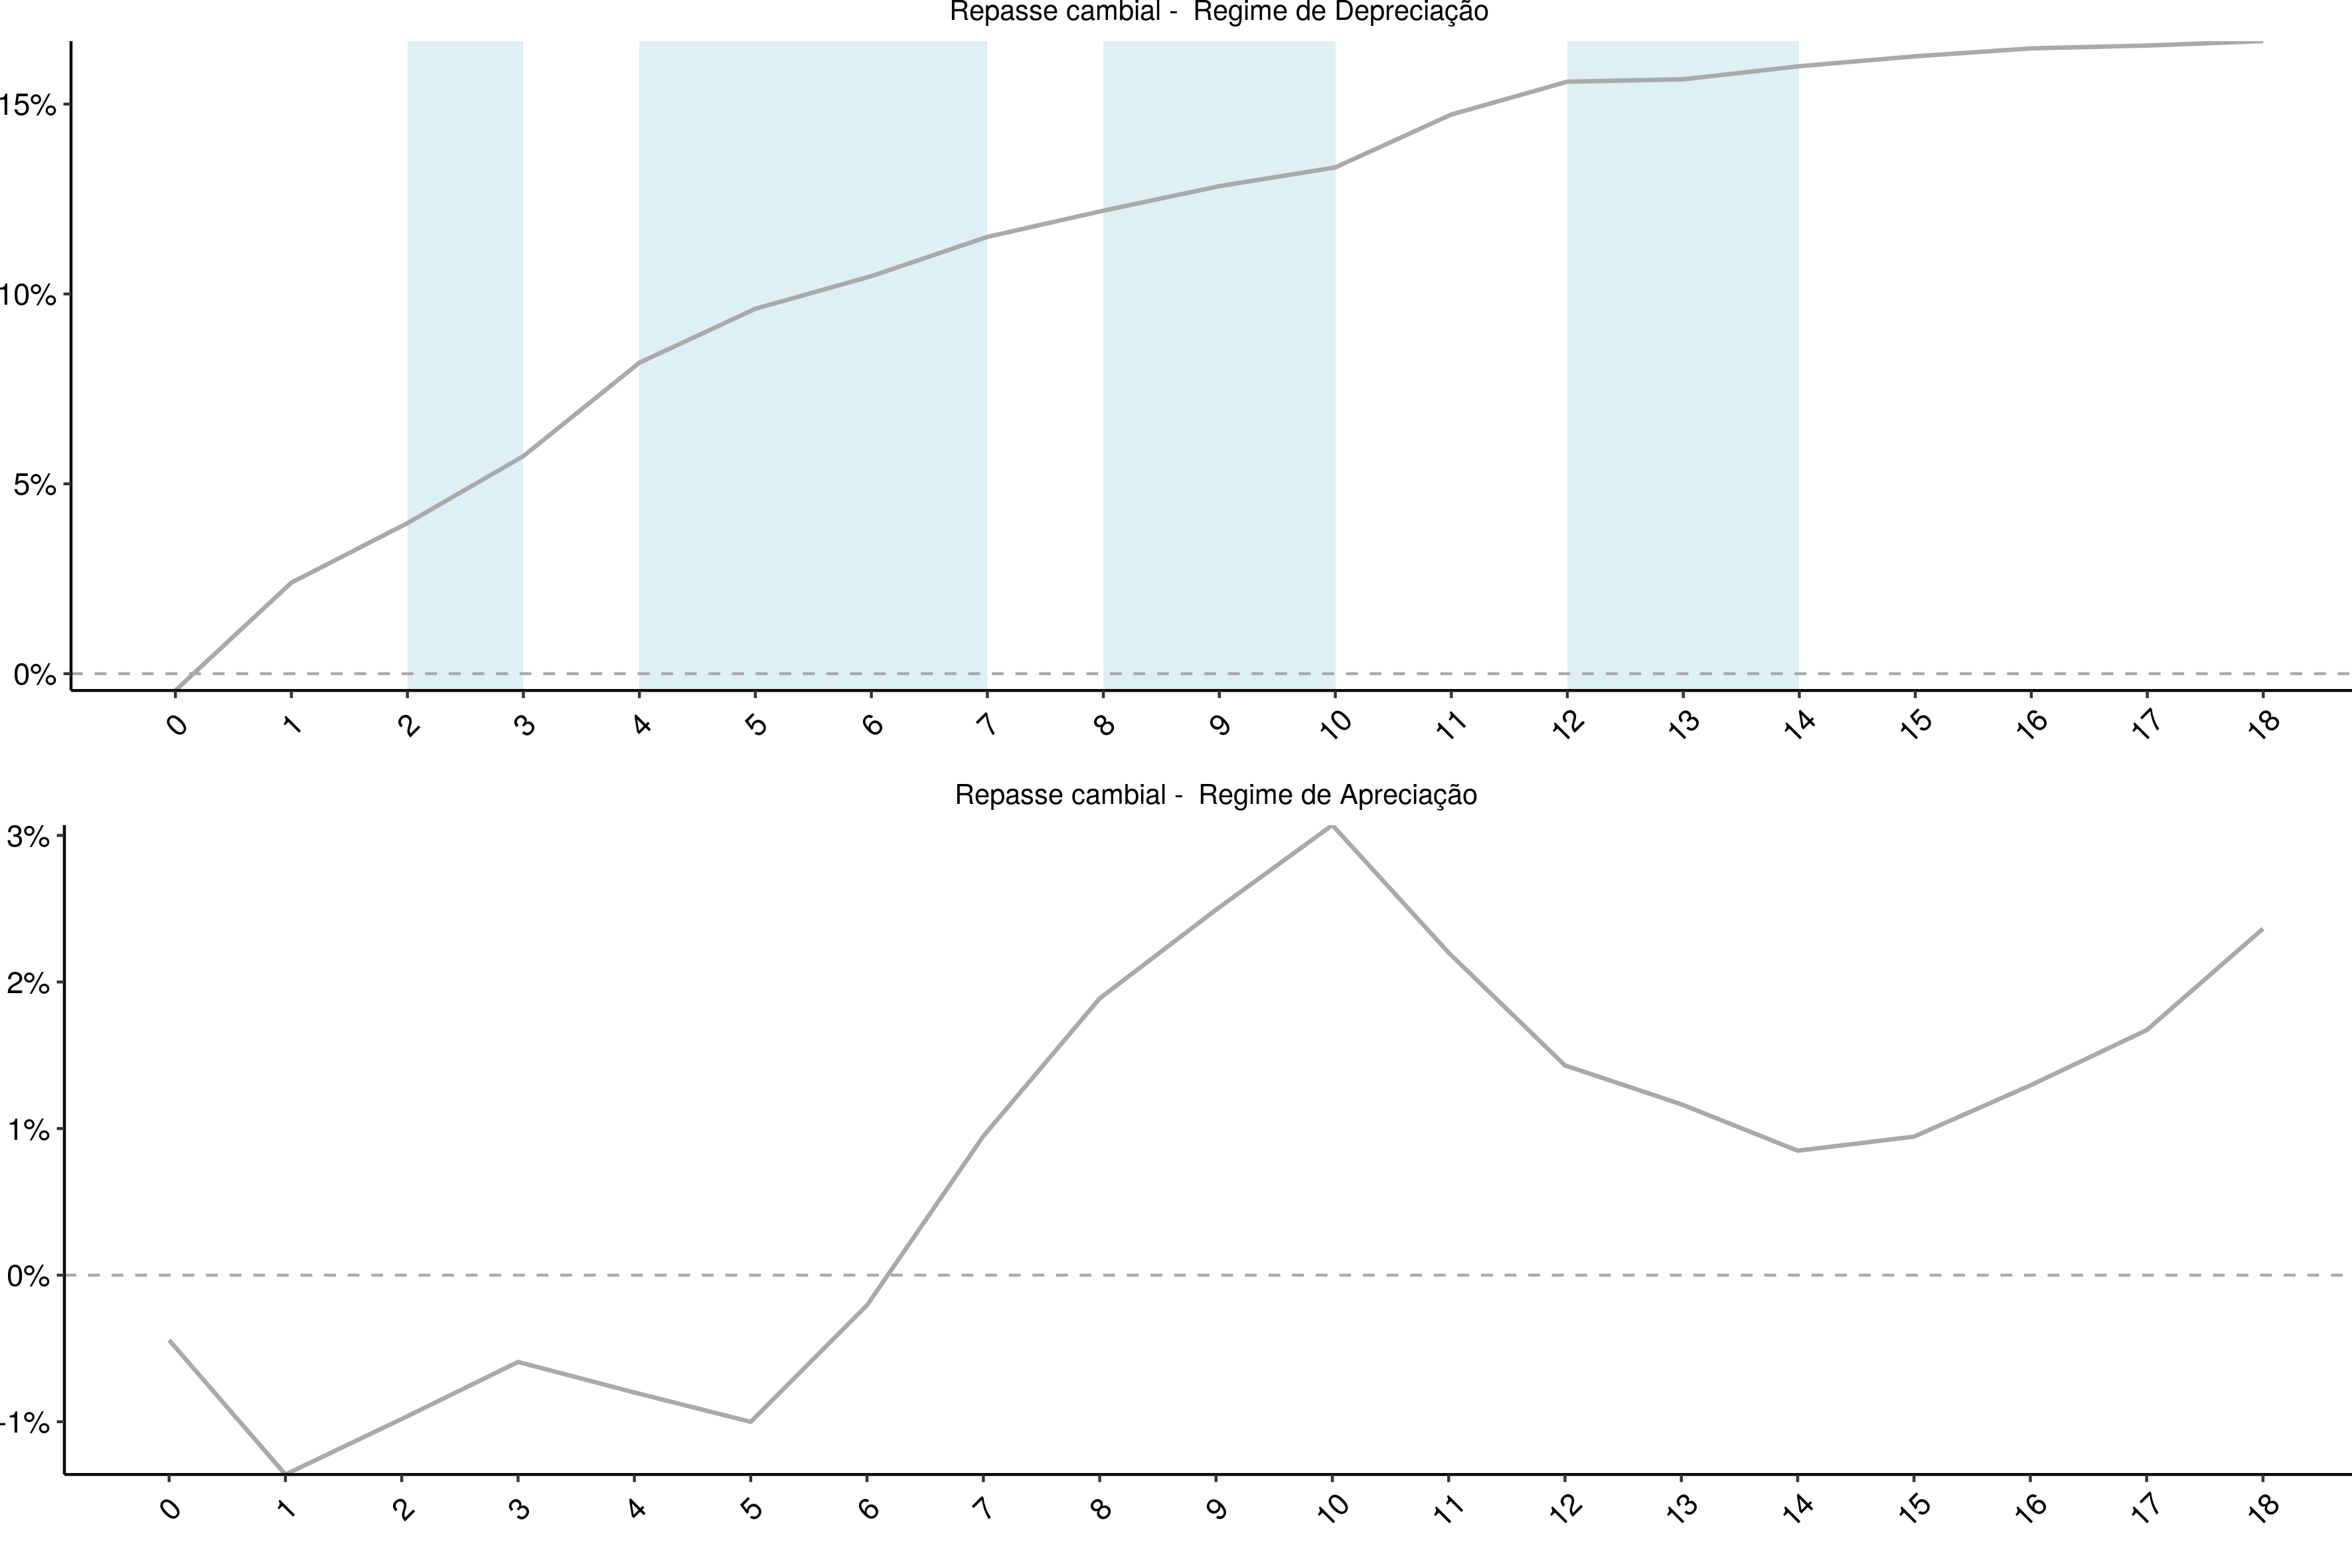 Repasse cambial -  Regime de Depreciação
15%
10%
5%
0%
0 1 2 3 4 5 6 7 8 9 10 11 12 13 14 15 16 17 18
Repasse cambial -  Regime de Apreciação
3%
2%
1%
0%
-1%
0 1 2 3 4 5 6 7 8 9 10 11 12 13 14 15 16 17 18